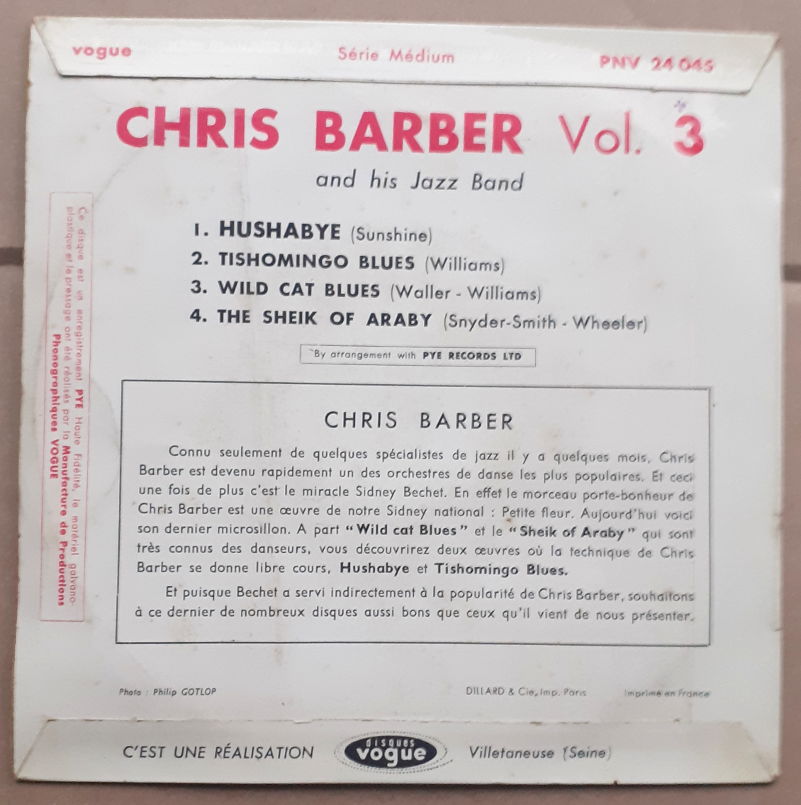 vogue Série Médium PNV 24045
CHRIS BARBER Vol. 3
and his Jazz Band
1. HUSHABYE (Sunshine)
2. TISHOMINGO BLUES (Williams)
3. WILD CAT BLUES (Waller - Williams)
4. THE SHEIK OF ARABY (Snyder-Smith - Wheeler)
"By arrangement with PYE RECORDS LTD
Ce disque est un enregistrement PYE Haute Fidélité, le matériel galvano-
plastique et le pressage ont été réalisés par la Manufacture de Productions
Phonographiques VOGUE
CHRIS BARBER
Connu seulement de quelques spécialistes de jazz il y a quelques mois, Chris
Barber est devenu rapidement un des orchestres de danse les plus populaires. Et ceci
une fois de plus c'est le miracle Sidney Bechet. En effet le morceau porte-bonheur de
Chris Barber est une œuvre de notre Sidney national : Petite fleur. Aujourd'hui voici
son dernier microsillon. A part "Wild cat Blues" et le "Sheik of Araby" qui sont
très connus des danseurs, vous découvrirez deux œuvres où la technique de Chris
Barber se donne libre cours, Hushabye et Tishomingo Blues.
Et puisque Bechet a servi indirectement à la popularité de Chris Barber, souhaitons
à ce dernier de nombreux disques aussi bons que ceux qu'il vient de nous présenter.
Photo : Philip GOTLOP DILLARD & Cie, Imp. Paris Imprimé en France
C'EST UNE RÉALISATION disques vogue Villetaneuse (Seine)